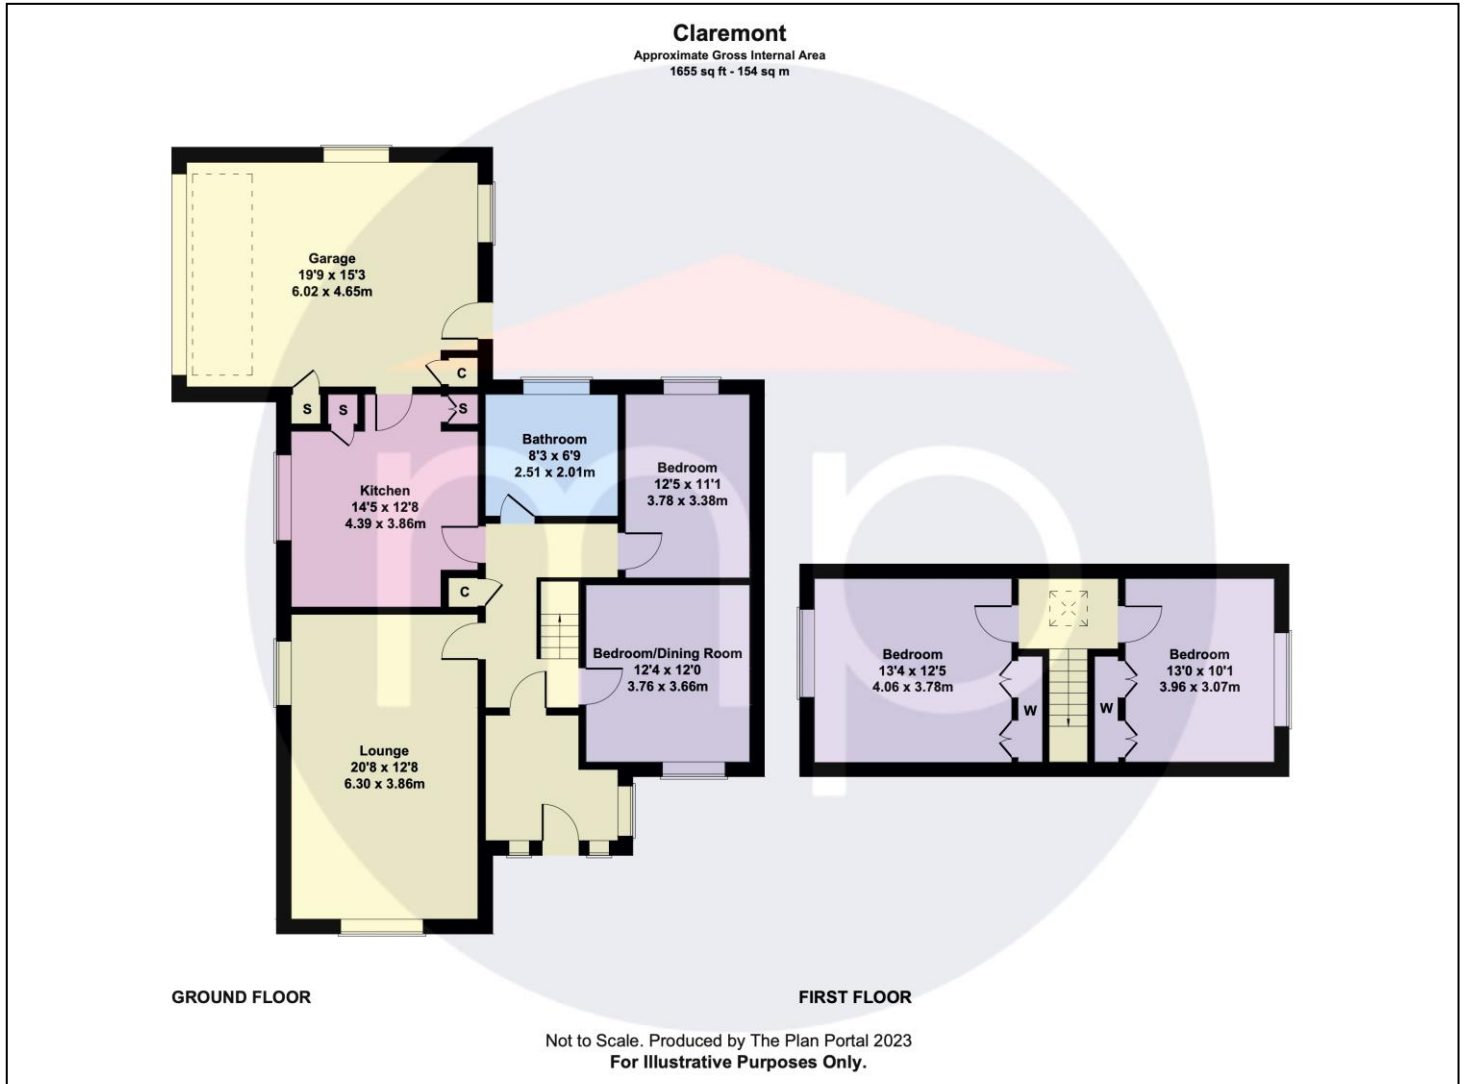 Claremont
Approximate Gross Internal Area
1655 sq ft - 154 sq m
Garage
19'9 x 15'3
6.02 x 4.65m
C
S
S
S
Bathroom
8'3 x 6'9
2.51 x 2.01m
Bedroom
12'5 x 11'1
3.78 x 3.38m
Kitchen
14'5 x 12'8
4.39 x 3.86m
C
Bedroom/Dining Room
12'4 x 12'0
3.76 x 3.66m
Lounge
20'8 x 12'8
6.30 x 3.86m
Bedroom
13'4 x 12'5
4.06 x 3.78m
W
W
Bedroom
13'0 x 10'1
3.96 x 3.07m
mp
GROUND FLOOR
FIRST FLOOR
Not to Scale. Produced by The Plan Portal 2023
For Illustrative Purposes Only.